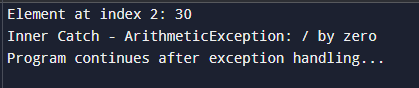 Element at index 2: 30
Inner Catch - ArithmeticException: / by zero
Program continues after exception handling...